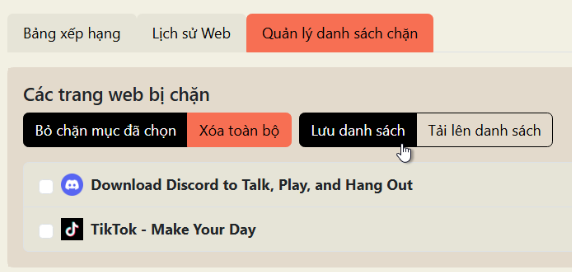 Bảng xếp hạng Lịch sử Web Quản lý danh sách chặn
Các trang web bị chặn
Bỏ chặn mục đã chọn Xóa toàn bộ Lưu danh sách Tải lên danh sách
Download Discord to Talk, Play, and Hang Out
TikTok - Make Your Day